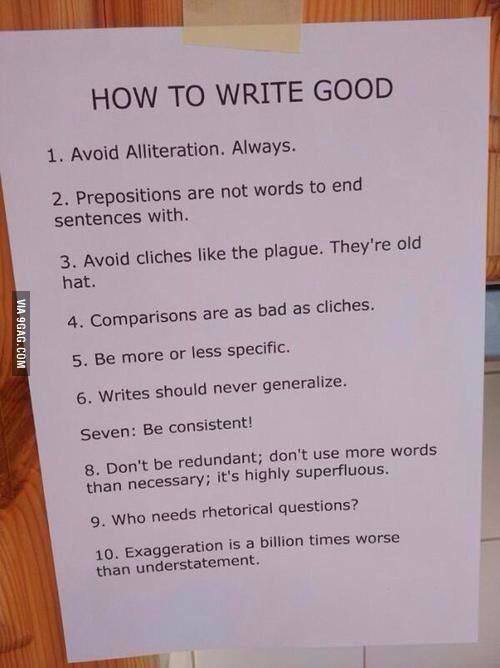 HOW TO WRITE GOOD
1. Avoid Alliteration. Always.
2. Prepositions are not words to end
sentences with.
3. Avoid cliches like the plague. They're old
hat.
4. Comparisons are as bad as cliches.
5. Be more or less specific.
6. Writes should never generalize.
Seven: Be consistent!
8. Don't be redundant; don't use more words
than necessary; it's highly superfluous.
9. Who needs rhetorical questions?
10. Exaggeration is a billion times worse
than understatement.
VIA 9GAG.COM